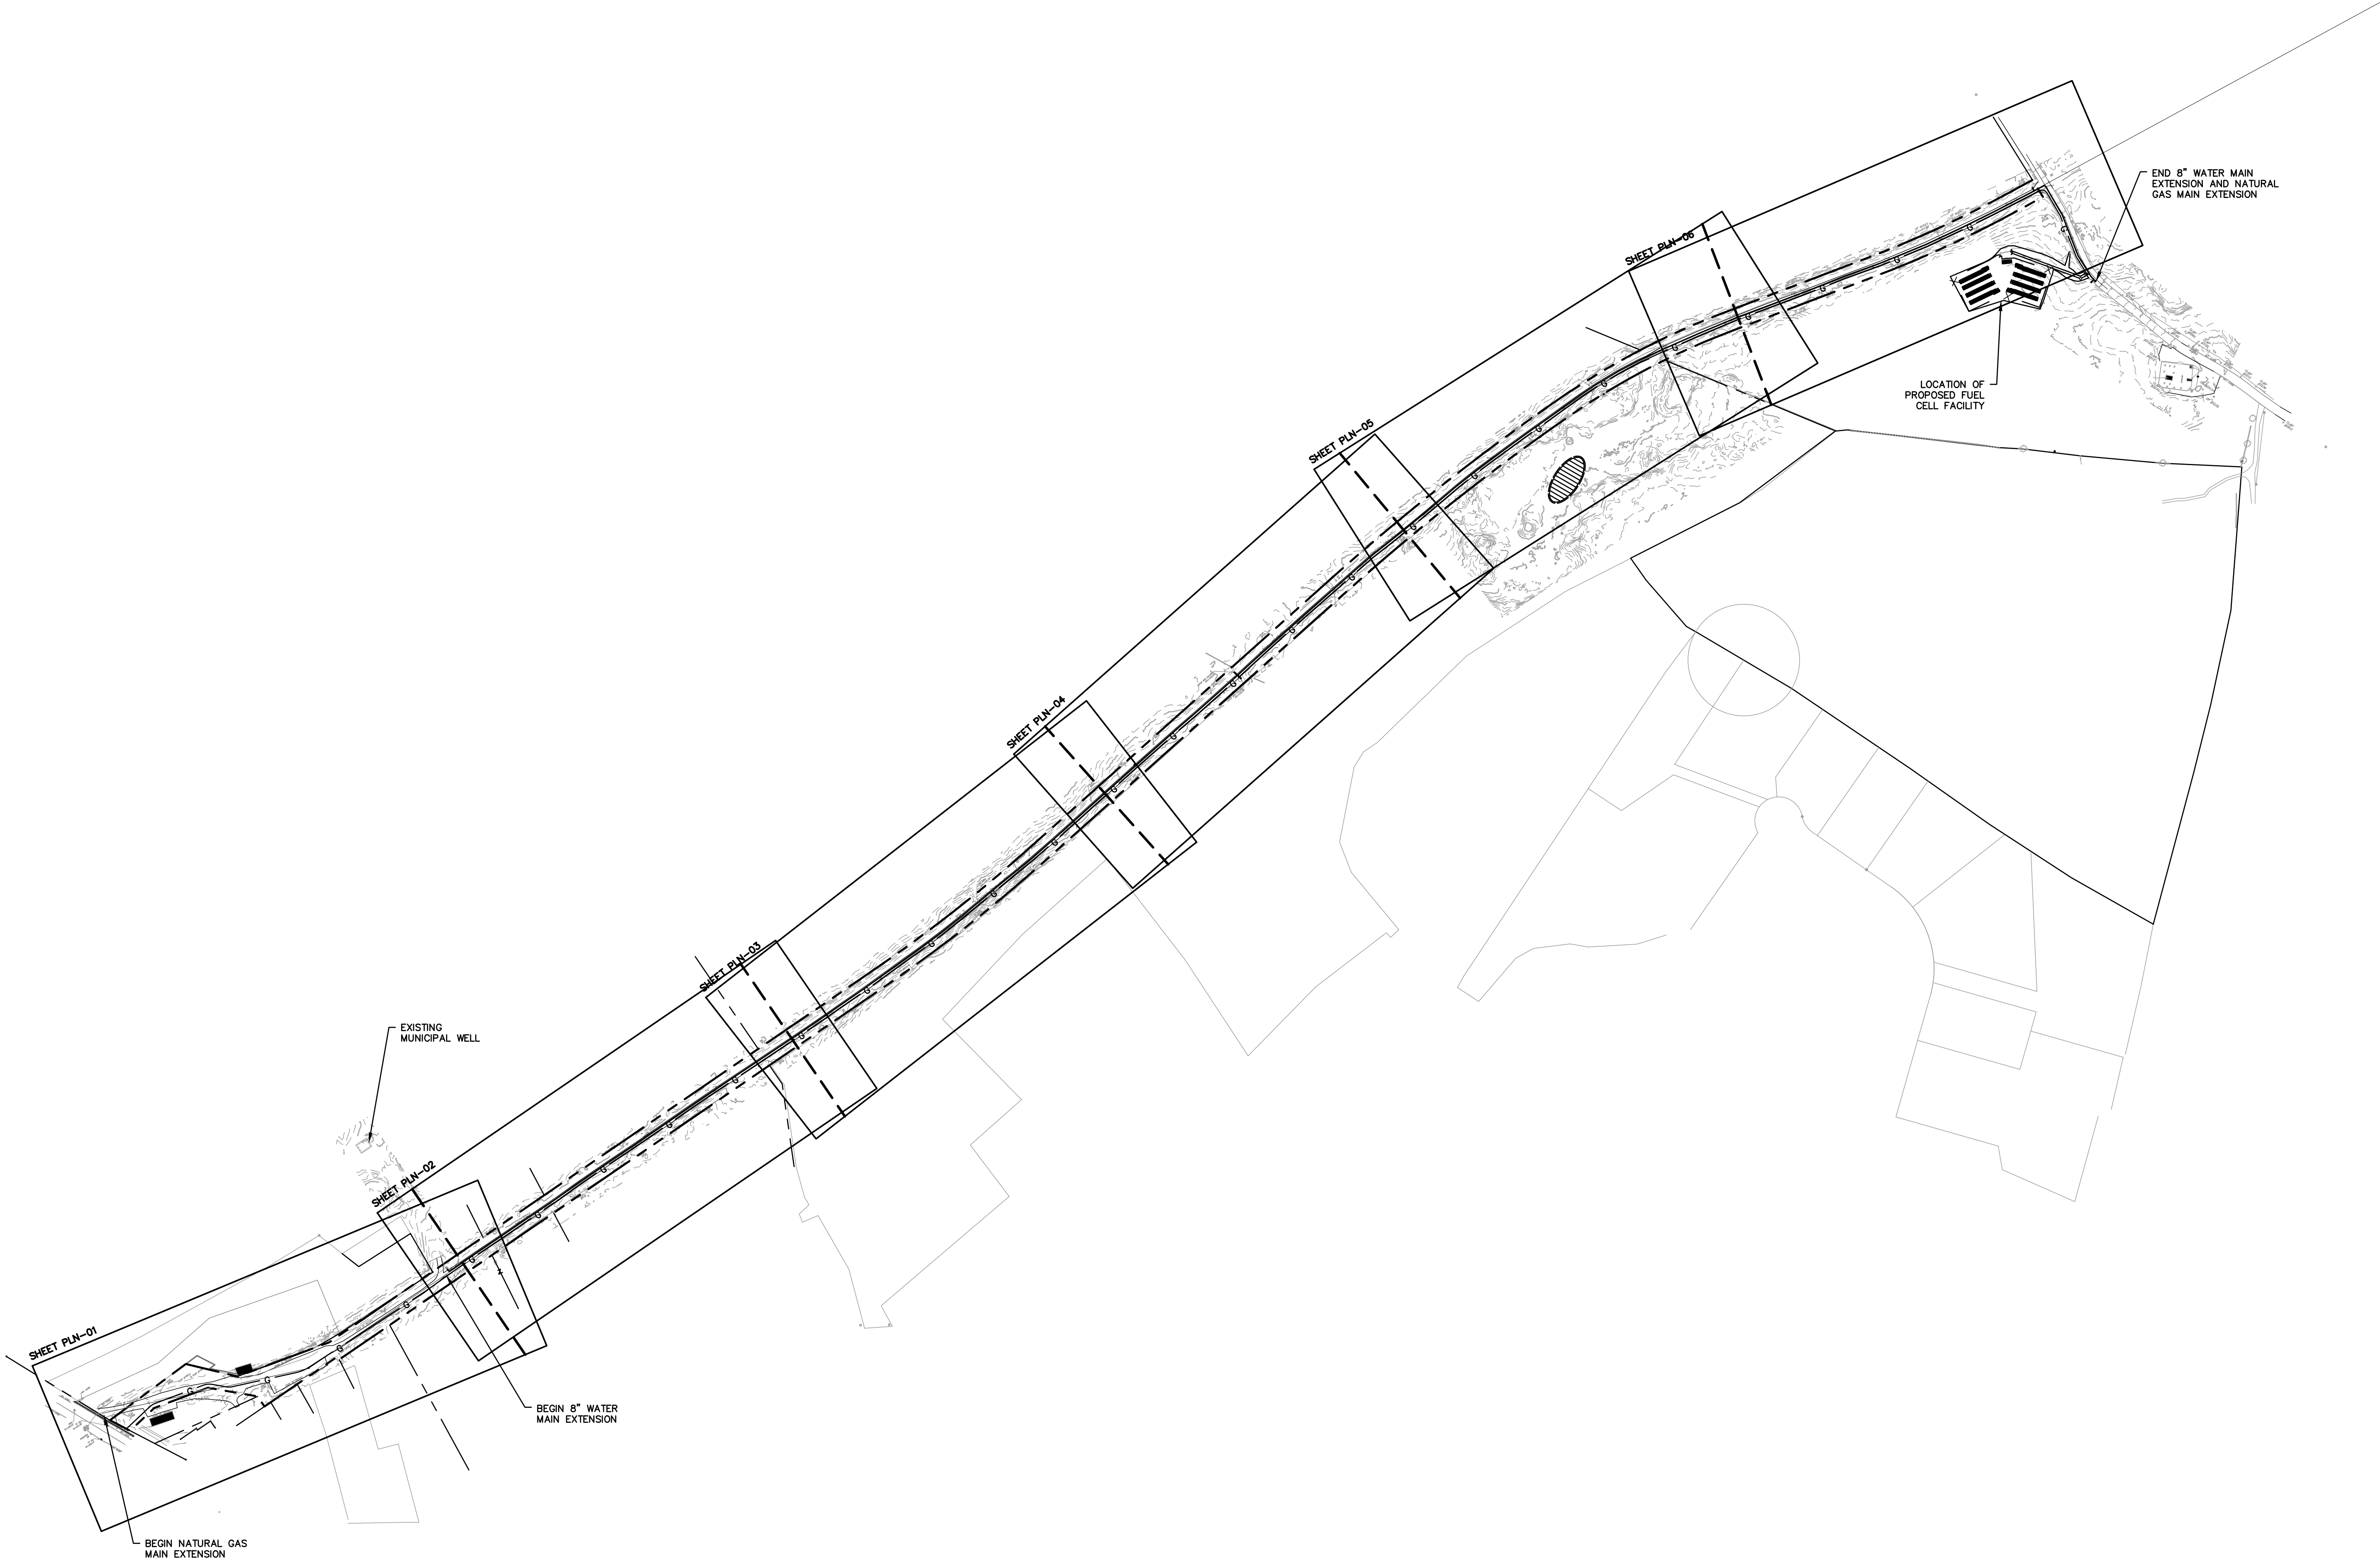 END 8" WATER MAIN
EXTENSION AND NATURAL
GAS MAIN EXTENSION
SHEET PLN-06
LOCATION OF
PROPOSED FUEL
CELL FACILITY
SHEET PLN-05
SHEET PLN-04
SHEET PLN-03
EXISTING
MUNICIPAL WELL
SHEET PLN-02
SHEET PLN-01
BEGIN 8" WATER
MAIN EXTENSION
BEGIN NATURAL GAS
MAIN EXTENSION